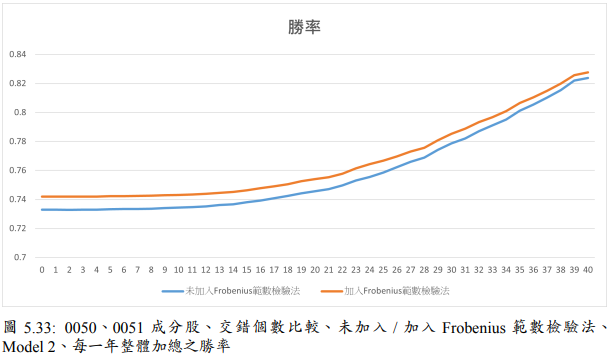 勝率
0.84
0.82
0.8
0.78
0.76
0.74
0.72
0.7
0 1 2 3 4 5 6 7 8 9 10 11 12 13 14 15 16 17 18 19 20 21 22 23 24 25 26 27 28 29 30 31 32 33 34 35 36 37 38 39 40
未加入Frobenius範數檢驗法 加入Frobenius範數檢驗法
圖 5.33: 0050、0051 成分股、交錯個數比較、未加入 / 加入 Frobenius 範數檢驗法、
Model 2、每一年整體加總之勝率